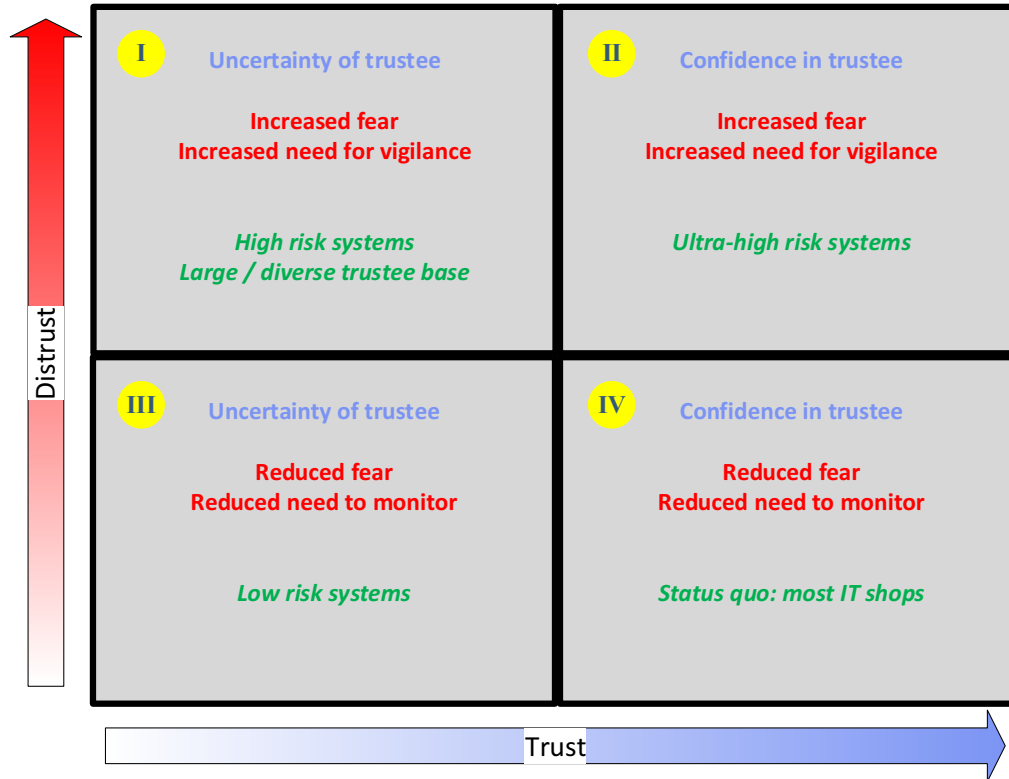 I
Uncertainty of trustee
Increased fear
Increased need for vigilance
High risk systems
Large / diverse trustee base
II
Confidence in trustee
Increased fear
Increased need for vigilance
Ultra-high risk systems
Distrust
III
Uncertainty of trustee
Reduced fear
Reduced need to monitor
Low risk systems
IV
Confidence in trustee
Reduced fear
Reduced need to monitor
Status quo: most IT shops
Trust